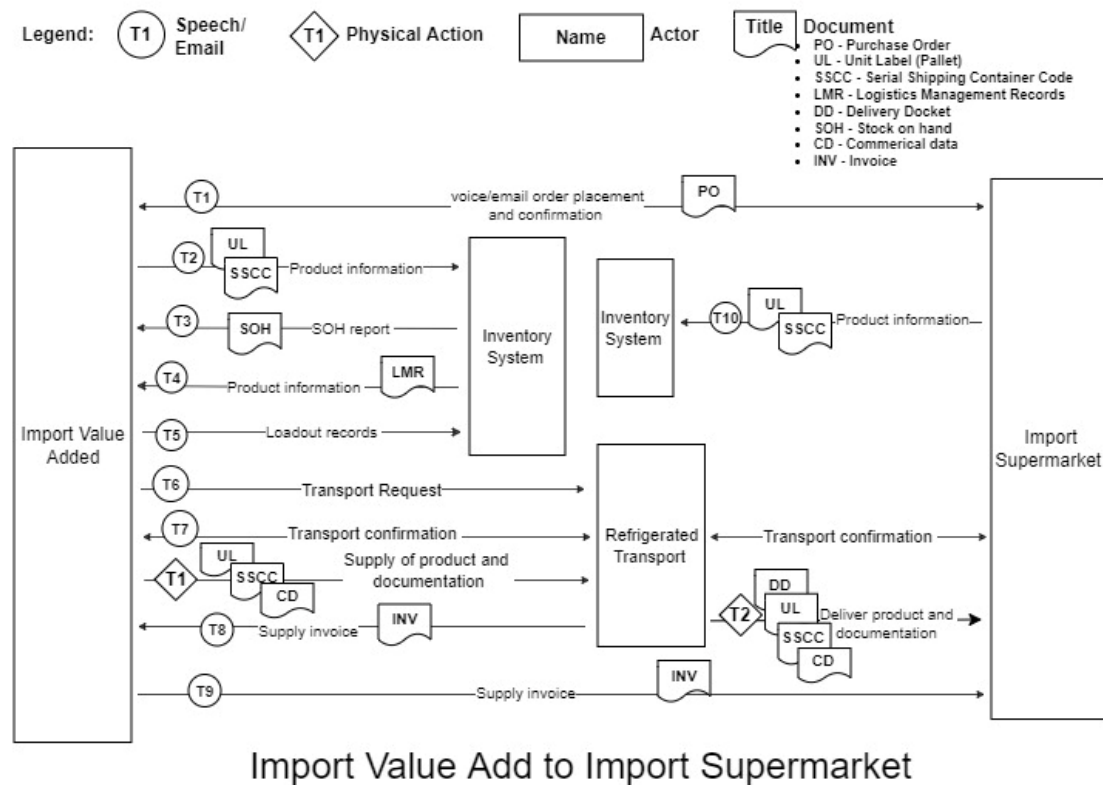 Legend:
T1
Speech/
Email
T1
Physical Action
Name
Actor
Title
Document
PO - Purchase Order
UL - Unit Label (Pallet)
SSCC - Serial Shipping Container Code
LMR - Logistics Management Records
DD - Delivery Docket
SOH - Stock on hand
CD - Commerical data
INV - Invoice
Import Value
Added
T1
voice/email order placement
and confirmation
PO
T2
UL
SSCC
Product information
T3
SOH
SOH report
T4
Product information
LMR
T5
Loadout records
Inventory
System
Inventory
System
T10
UL
SSCC
Product information
Import
Supermarket
T6
Transport Request
T7
Transport confirmation
Refrigerated
Transport
Transport confirmation
T1
UL
SSCC
CD
Supply of product and
documentation
T8
Supply invoice
INV
T2
DD
UL
SSCC
CD
Deliver product and
documentation
T9
Supply invoice
INV
Import Value Add to Import Supermarket